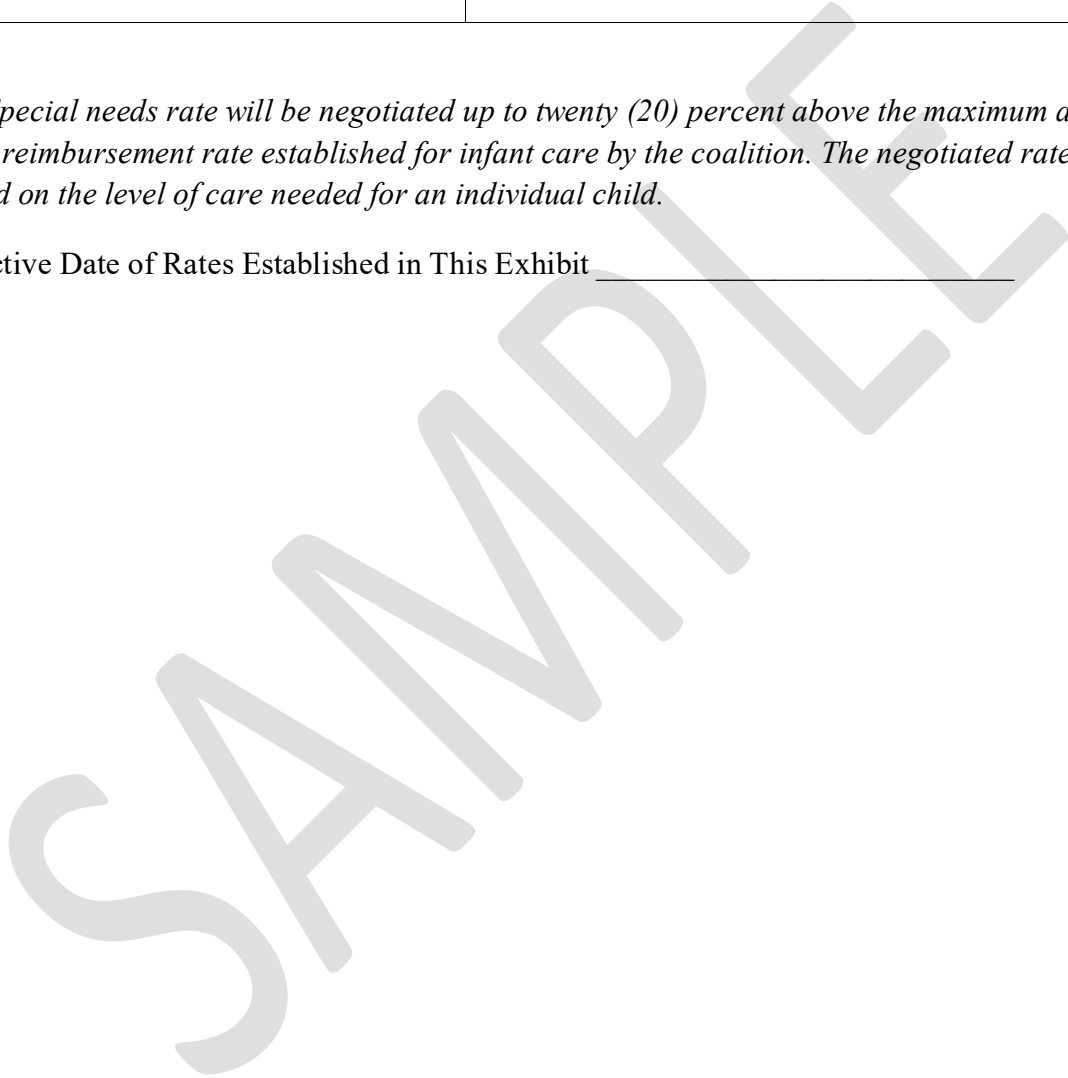 pecial needs rate will be negotiated up to twenty (20) percent above the maximum
reimbursement rate established for infant care by the coalition. The negotiated rate
on the level of care needed for an individual child.
ctive Date of Rates Established in This Exhibit __________________________
SAMPLE